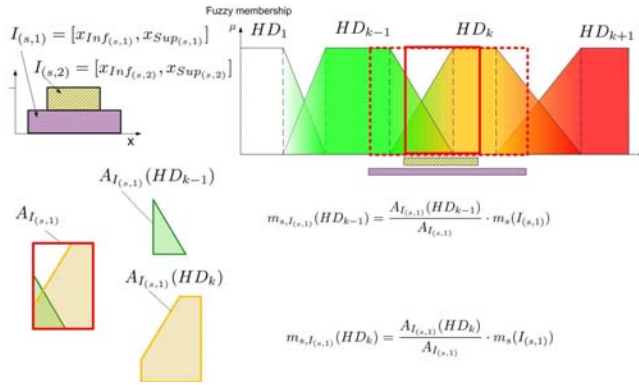 Fuzzy membership
I_{(s,1)} = [x_{Inf_{(s,1)}}, x_{Sup_{(s,1)}}]
I_{(s,2)} = [x_{Inf_{(s,2)}}, x_{Sup_{(s,2)}}]
x
μ
HD_1
HD_{k-1}
HD_k
HD_{k+1}
A_{I_{(s,1)}}
A_{I_{(s,1)}}(HD_{k-1})
A_{I_{(s,1)}}(HD_k)
m_{s,I_{(s,1)}}(HD_{k-1}) = \frac{A_{I_{(s,1)}}(HD_{k-1})}{A_{I_{(s,1)}}} · m_s(I_{(s,1)})
m_{s,I_{(s,1)}}(HD_k) = \frac{A_{I_{(s,1)}}(HD_k)}{A_{I_{(s,1)}}} · m_s(I_{(s,1)})